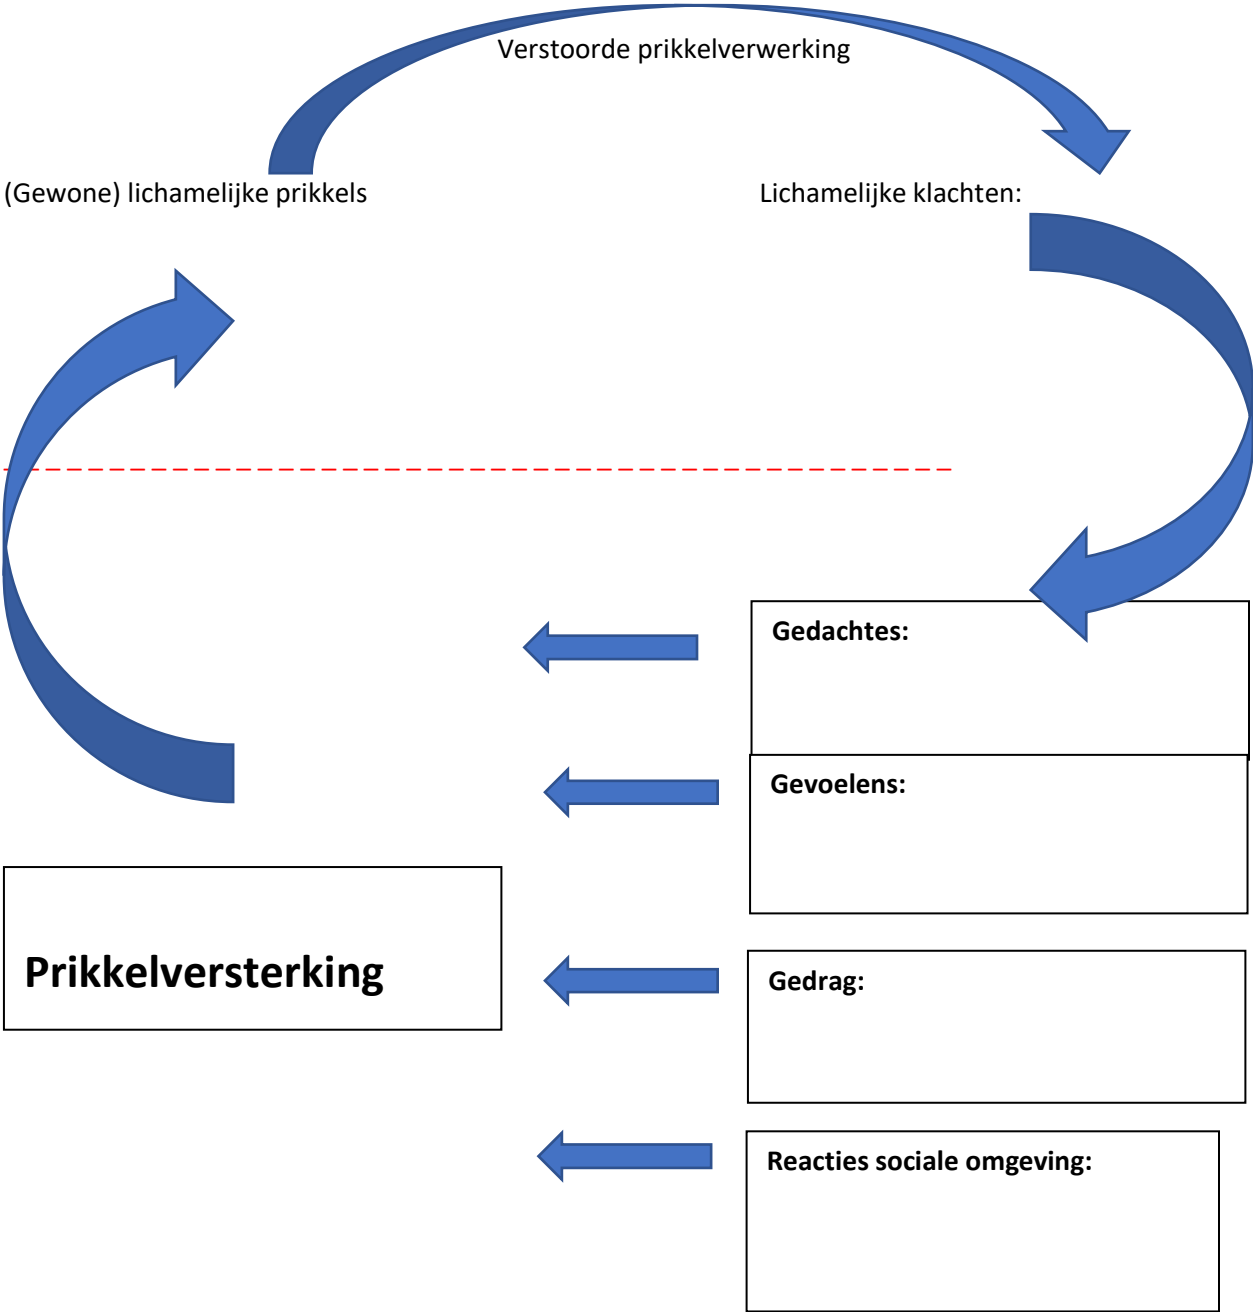 Verstoorde prikkelverwerking
(Gewone) lichamelijke prikkels
Lichamelijke klachten:
Gedachtes:
Gevoelens:
Prikkelversterking
Gedrag:
Reacties sociale omgeving: